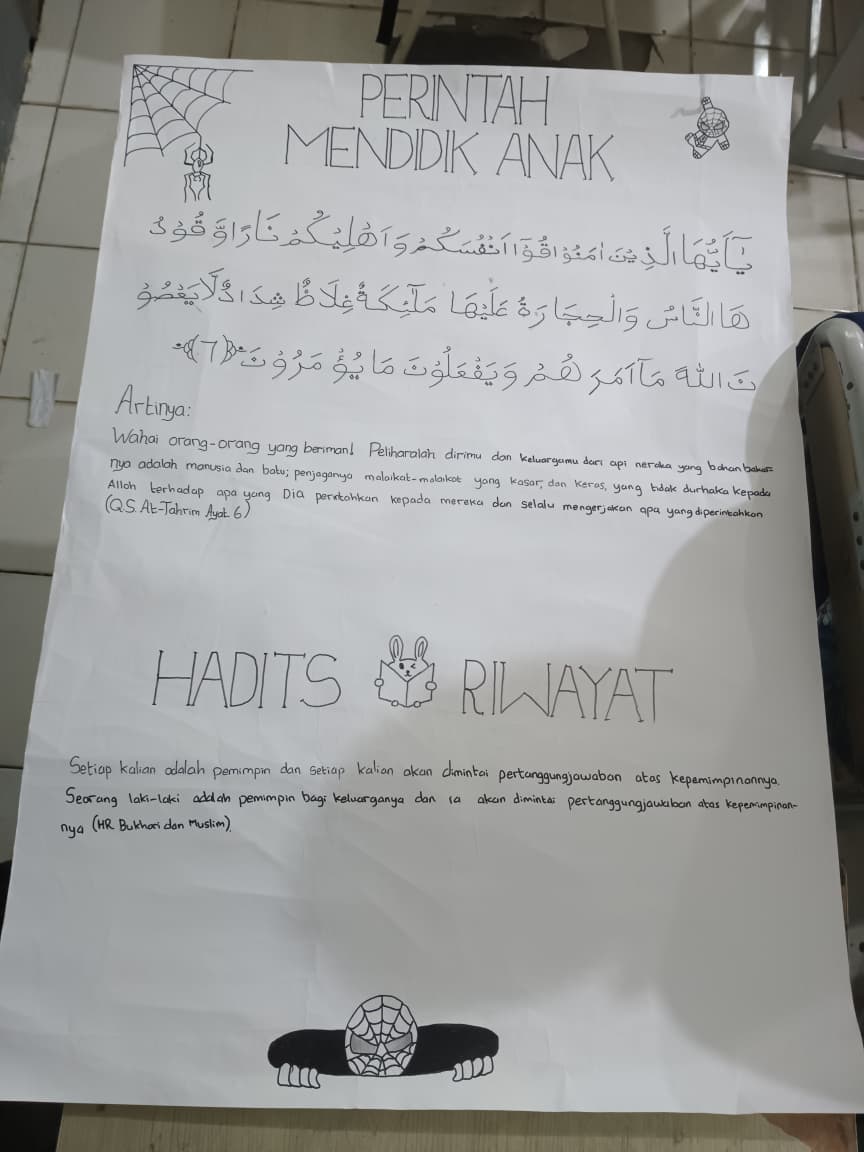 PERINTAH
MENDIDIK ANAK
يٰٓاَيُّهَا الَّذِيْنَ اٰمَنُوْا قُوْٓا اَنْفُسَكُمْ وَاَهْلِيْكُمْ نَارًا وَّقُوْدُ
هَا النَّاسُ وَالْحِجَارَةُ عَلَيْهَا مَلٰٓئِكَةٌ غِلَاظٌ شِدَادٌ لَّا يَعْصُوْ
نَ اللّٰهَ مَآ اَمَرَ هُمْ وَيَفْعَلُوْنَ مَا يُؤْ مَرُوْنَ (٦)
Artinya:
Wahai orang-orang yang beriman! Peliharalah dirimu dan keluargamu dari api neraka yang bahan bakar
nya adalah manusia dan batu; penjaganya malaikat-malaikat yang kasar, dan keras, yang tidak durhaka kepada
Allah terhadap apa yang Dia perintahkan kepada mereka dan selalu mengerjakan apa yang diperintahkan
(Q.S. At-Tahrim Ayat. 6)
HADITS RIWAYAT
Setiap kalian adalah pemimpin dan setiap kalian akan dimintai pertanggungjawaban atas kepemimpinannya.
Seorang laki-laki adalah pemimpin bagi keluarganya dan ia akan dimintai pertanggungjawaban atas kepemimpinan-
nya (HR Bukhari dan Muslim).